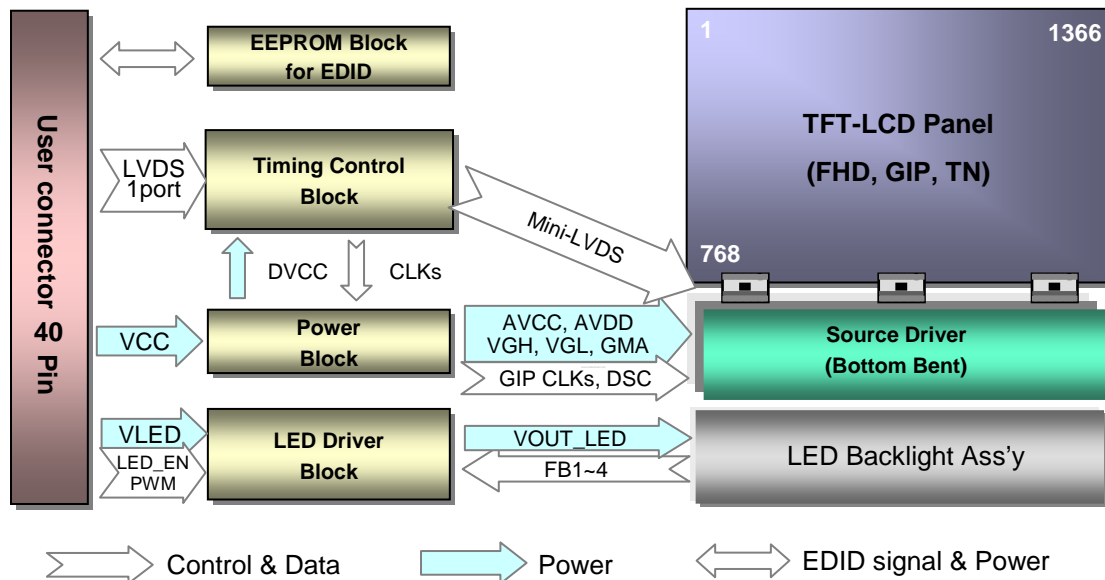 User connector 40 Pin
EEPROM Block
for EDID
LVDS
1port
Timing Control
Block
Mini-LVDS
DVCC
CLKs
VCC
Power
Block
AVCC, AVDD
VGH, VGL, GMA
GIP CLKs, DSC
VLED
LED_EN
PWM
LED Driver
Block
VOUT_LED
FB1~4
1
1366
TFT-LCD Panel
(FHD, GIP, TN)
768
Source Driver
(Bottom Bent)
LED Backlight Ass'y
Control & Data
Power
EDID signal & Power